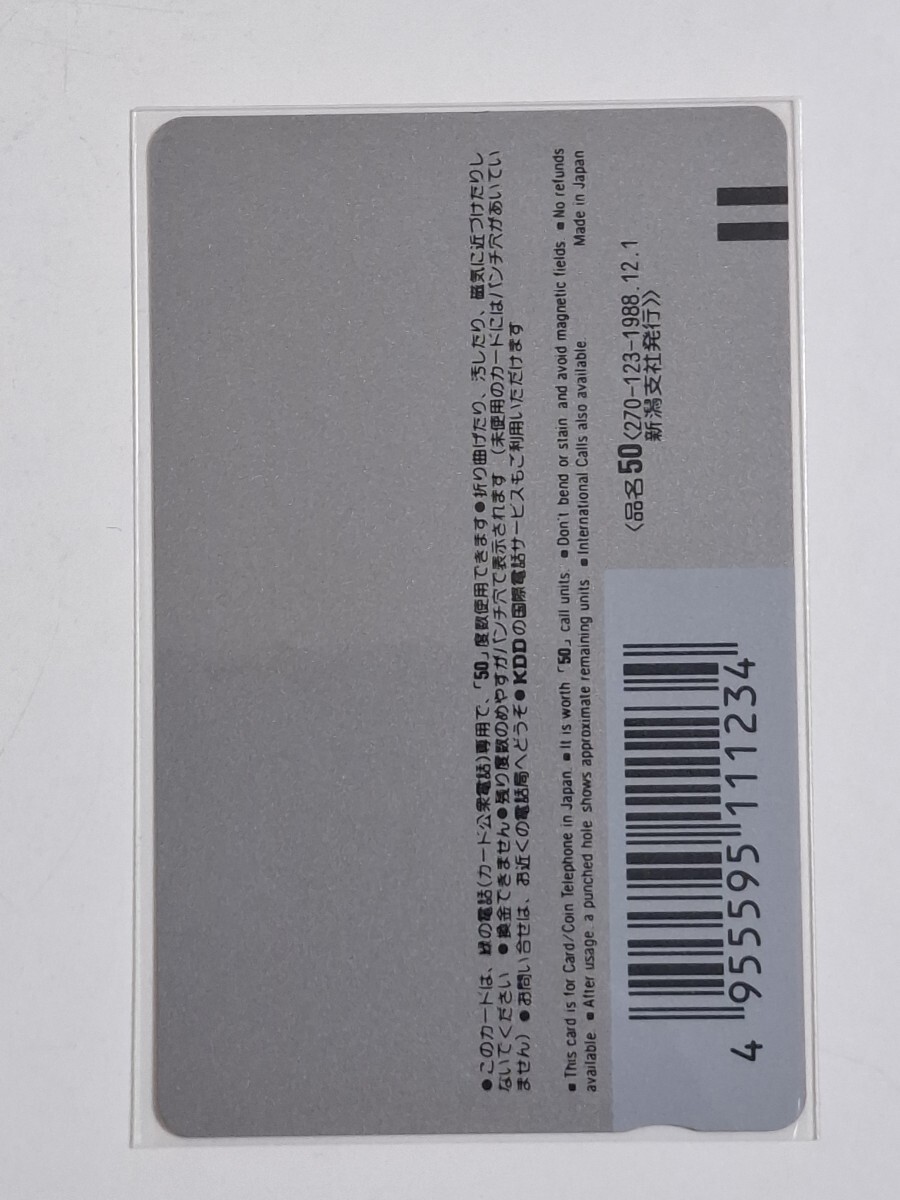 ●このカードは、緑の電話(カード公衆電話)専用で、「50」度数使用できます●折り曲げたり、汚したり、磁気に近づけたりし
ないでください ●換金できません●残り度数のめやすがパンチ穴で表示されます (未使用のカードにはパンチ穴があいてい
ません) ●お問い合せは、お近くの電話局へどうぞ●KDDの国際電話サービスもご利用いただけます
■ This card is for Card/Coin Telephone in Japan. ■ It is worth「50」call units. ■ Don't bend or stain and avoid magnetic fields. ■ No refunds
available. ■ After usage. a punched hole shows approximate remaining units. ■ International Calls also available. Made in Japan
〈品名50〈270-123-1988.12.1
新潟支社発行〉〉
4 955595 111234